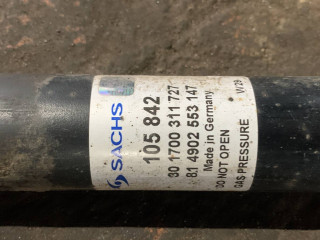 SACHS
105 842
30 1700 311 727
81 4902 553 147
Made in Germany
DO NOT OPEN
GAS-PRESSURE
W/29